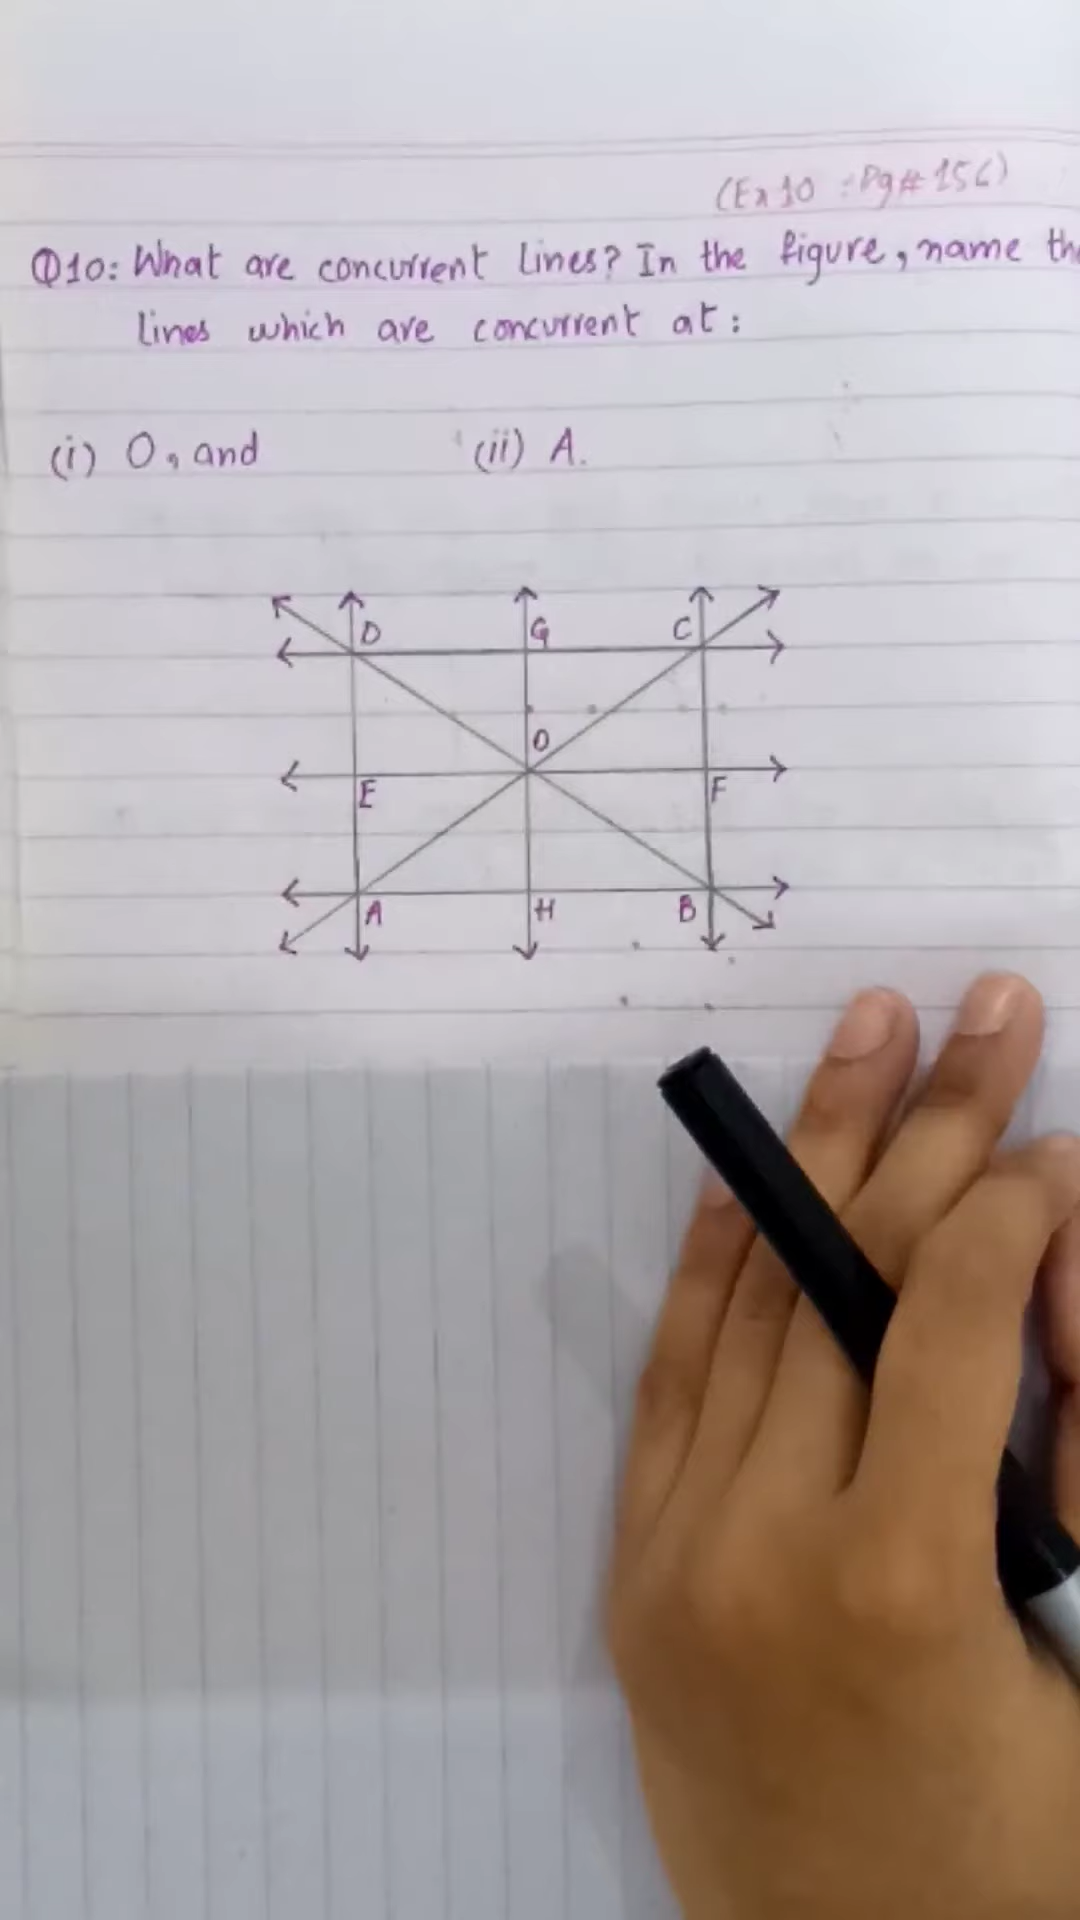 (Ex 10 : Pg# 156)
Q10: What are concurrent lines? In the figure, name the
lines which are concurrent at :
(i) O, and (ii) A.
D G C
O
E F
A H B